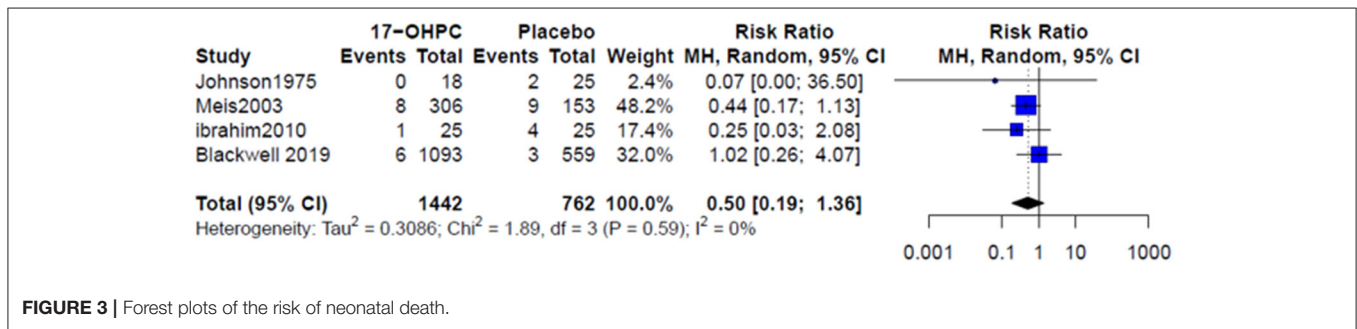 17−OHPC Placebo Risk Ratio Risk Ratio
Study Events Total Events Total Weight MH, Random, 95% CI MH, Random, 95% CI
Johnson1975 0 18 2 25 2.4% 0.07 [0.00; 36.50]
Meis2003 8 306 9 153 48.2% 0.44 [0.17; 1.13]
ibrahim2010 1 25 4 25 17.4% 0.25 [0.03; 2.08]
Blackwell 2019 6 1093 3 559 32.0% 1.02 [0.26; 4.07]
Total (95% CI) 1442 762 100.0% 0.50 [0.19; 1.36]
Heterogeneity: Tau² = 0.3086; Chi² = 1.89, df = 3 (P = 0.59); I² = 0%
0.001 0.1 1 10 1000
FIGURE 3 | Forest plots of the risk of neonatal death.